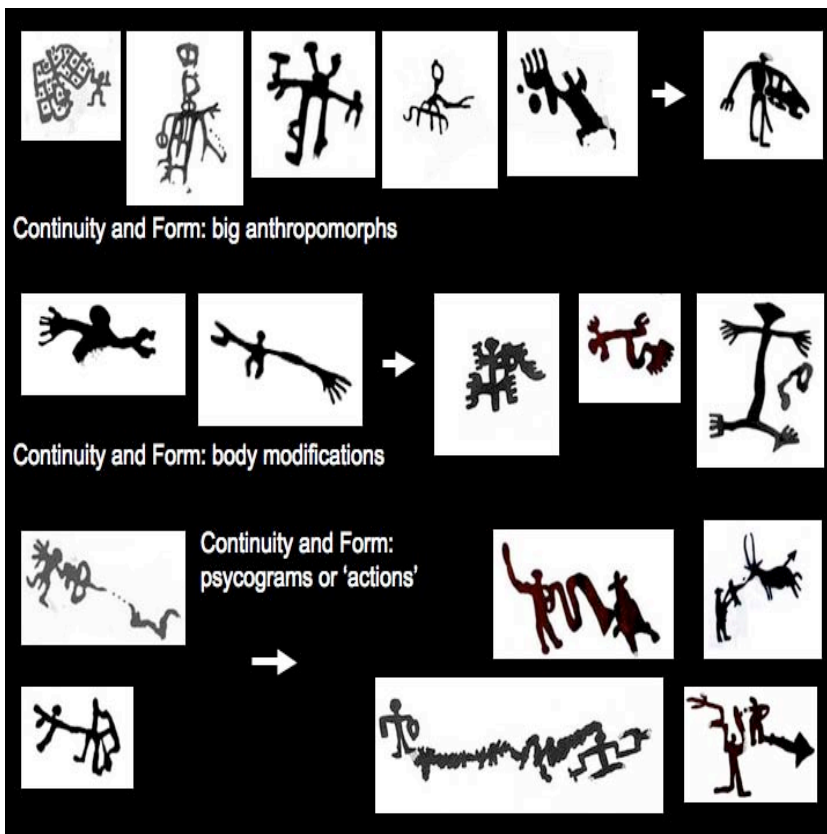 Continuity and Form: big anthropomorphs
Continuity and Form: body modifications
Continuity and Form:
psycograms or ‘actions’